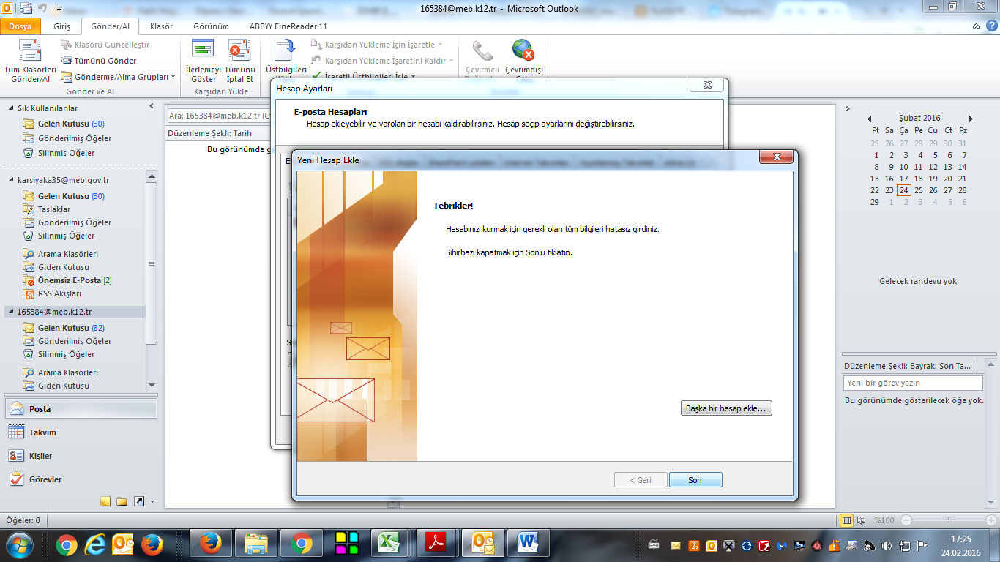 165384@meb.k12.tr - Microsoft Outlook
Dosya Giriş Gönder/Al Klasör Görünüm ABBYY FineReader 11
Tüm Klasörleri Gönder/Al
Klasörü Güncelleştir
Tümünü Gönder
Gönderme/Alma Grupları
Gönder ve Al
İlerlemeyi Göster
Tümünü İptal Et
Karşıdan Yükle
Üstbilgileri
Karşıdan Yükleme İçin İşaretle
Karşıdan Yükleme İşaretini Kaldır
İşaretli Üstbilgileri İşle
Çevirmeli
Çevrimdışı
Sık Kullanılanlar
Gelen Kutusu (30)
Gönderilmiş Öğeler
Silinmiş Öğeler
karsiyaka35@meb.gov.tr
Gelen Kutusu (30)
Taslaklar
Gönderilmiş Öğeler
Silinmiş Öğeler
Arama Klasörleri
Giden Kutusu
Önemsiz E-Posta [2]
RSS Akışları
165384@meb.k12.tr
Gelen Kutusu (82)
Gönderilmiş Öğeler
Silinmiş Öğeler
Arama Klasörleri
Giden Kutusu
Posta
Takvim
Kişiler
Görevler
Ara: 165384@meb.k12.tr (C
Düzenleme Şekli: Tarih
Bu görünümde g
Hesap Ayarları
E-posta Hesapları
Hesap ekleyebilir ve varolan bir hesabı kaldırabilirsiniz. Hesap seçip ayarlarını değiştirebilirsiniz.
Yeni Hesap Ekle
Tebrikler!
Hesabınızı kurmak için gerekli olan tüm bilgileri hatasız girdiniz.
Sihirbazı kapatmak için Son'u tıklatın.
Başka bir hesap ekle...
< Geri Son
Şubat 2016
Pt Sa Ça Pe Cu Ct Pz
25 26 27 28 29 30 31
1 2 3 4 5 6 7
8 9 10 11 12 13 14
15 16 17 18 19 20 21
22 23 24 25 26 27 28
29 1 2 3 4 5 6
Gelecek randevu yok.
Düzenleme Şekli: Bayrak: Son Ta...
Yeni bir görev yazın
Bu görünümde gösterilecek öğe yok.
Öğeler: 0
%100
17:25
24.02.2016